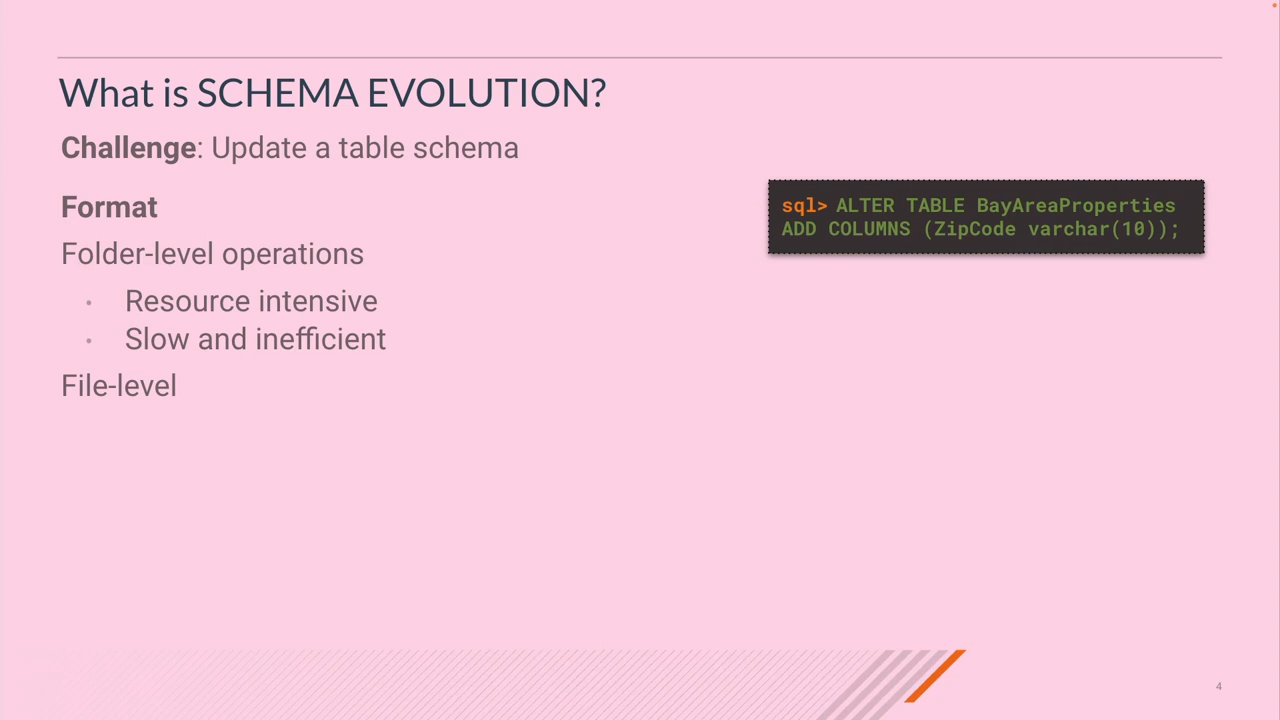 What is SCHEMA EVOLUTION?
Challenge: Update a table schema
Format
Folder-level operations
• Resource intensive
• Slow and inefficient
File-level
sql> ALTER TABLE BayAreaProperties
ADD COLUMNS (ZipCode varchar(10));
4